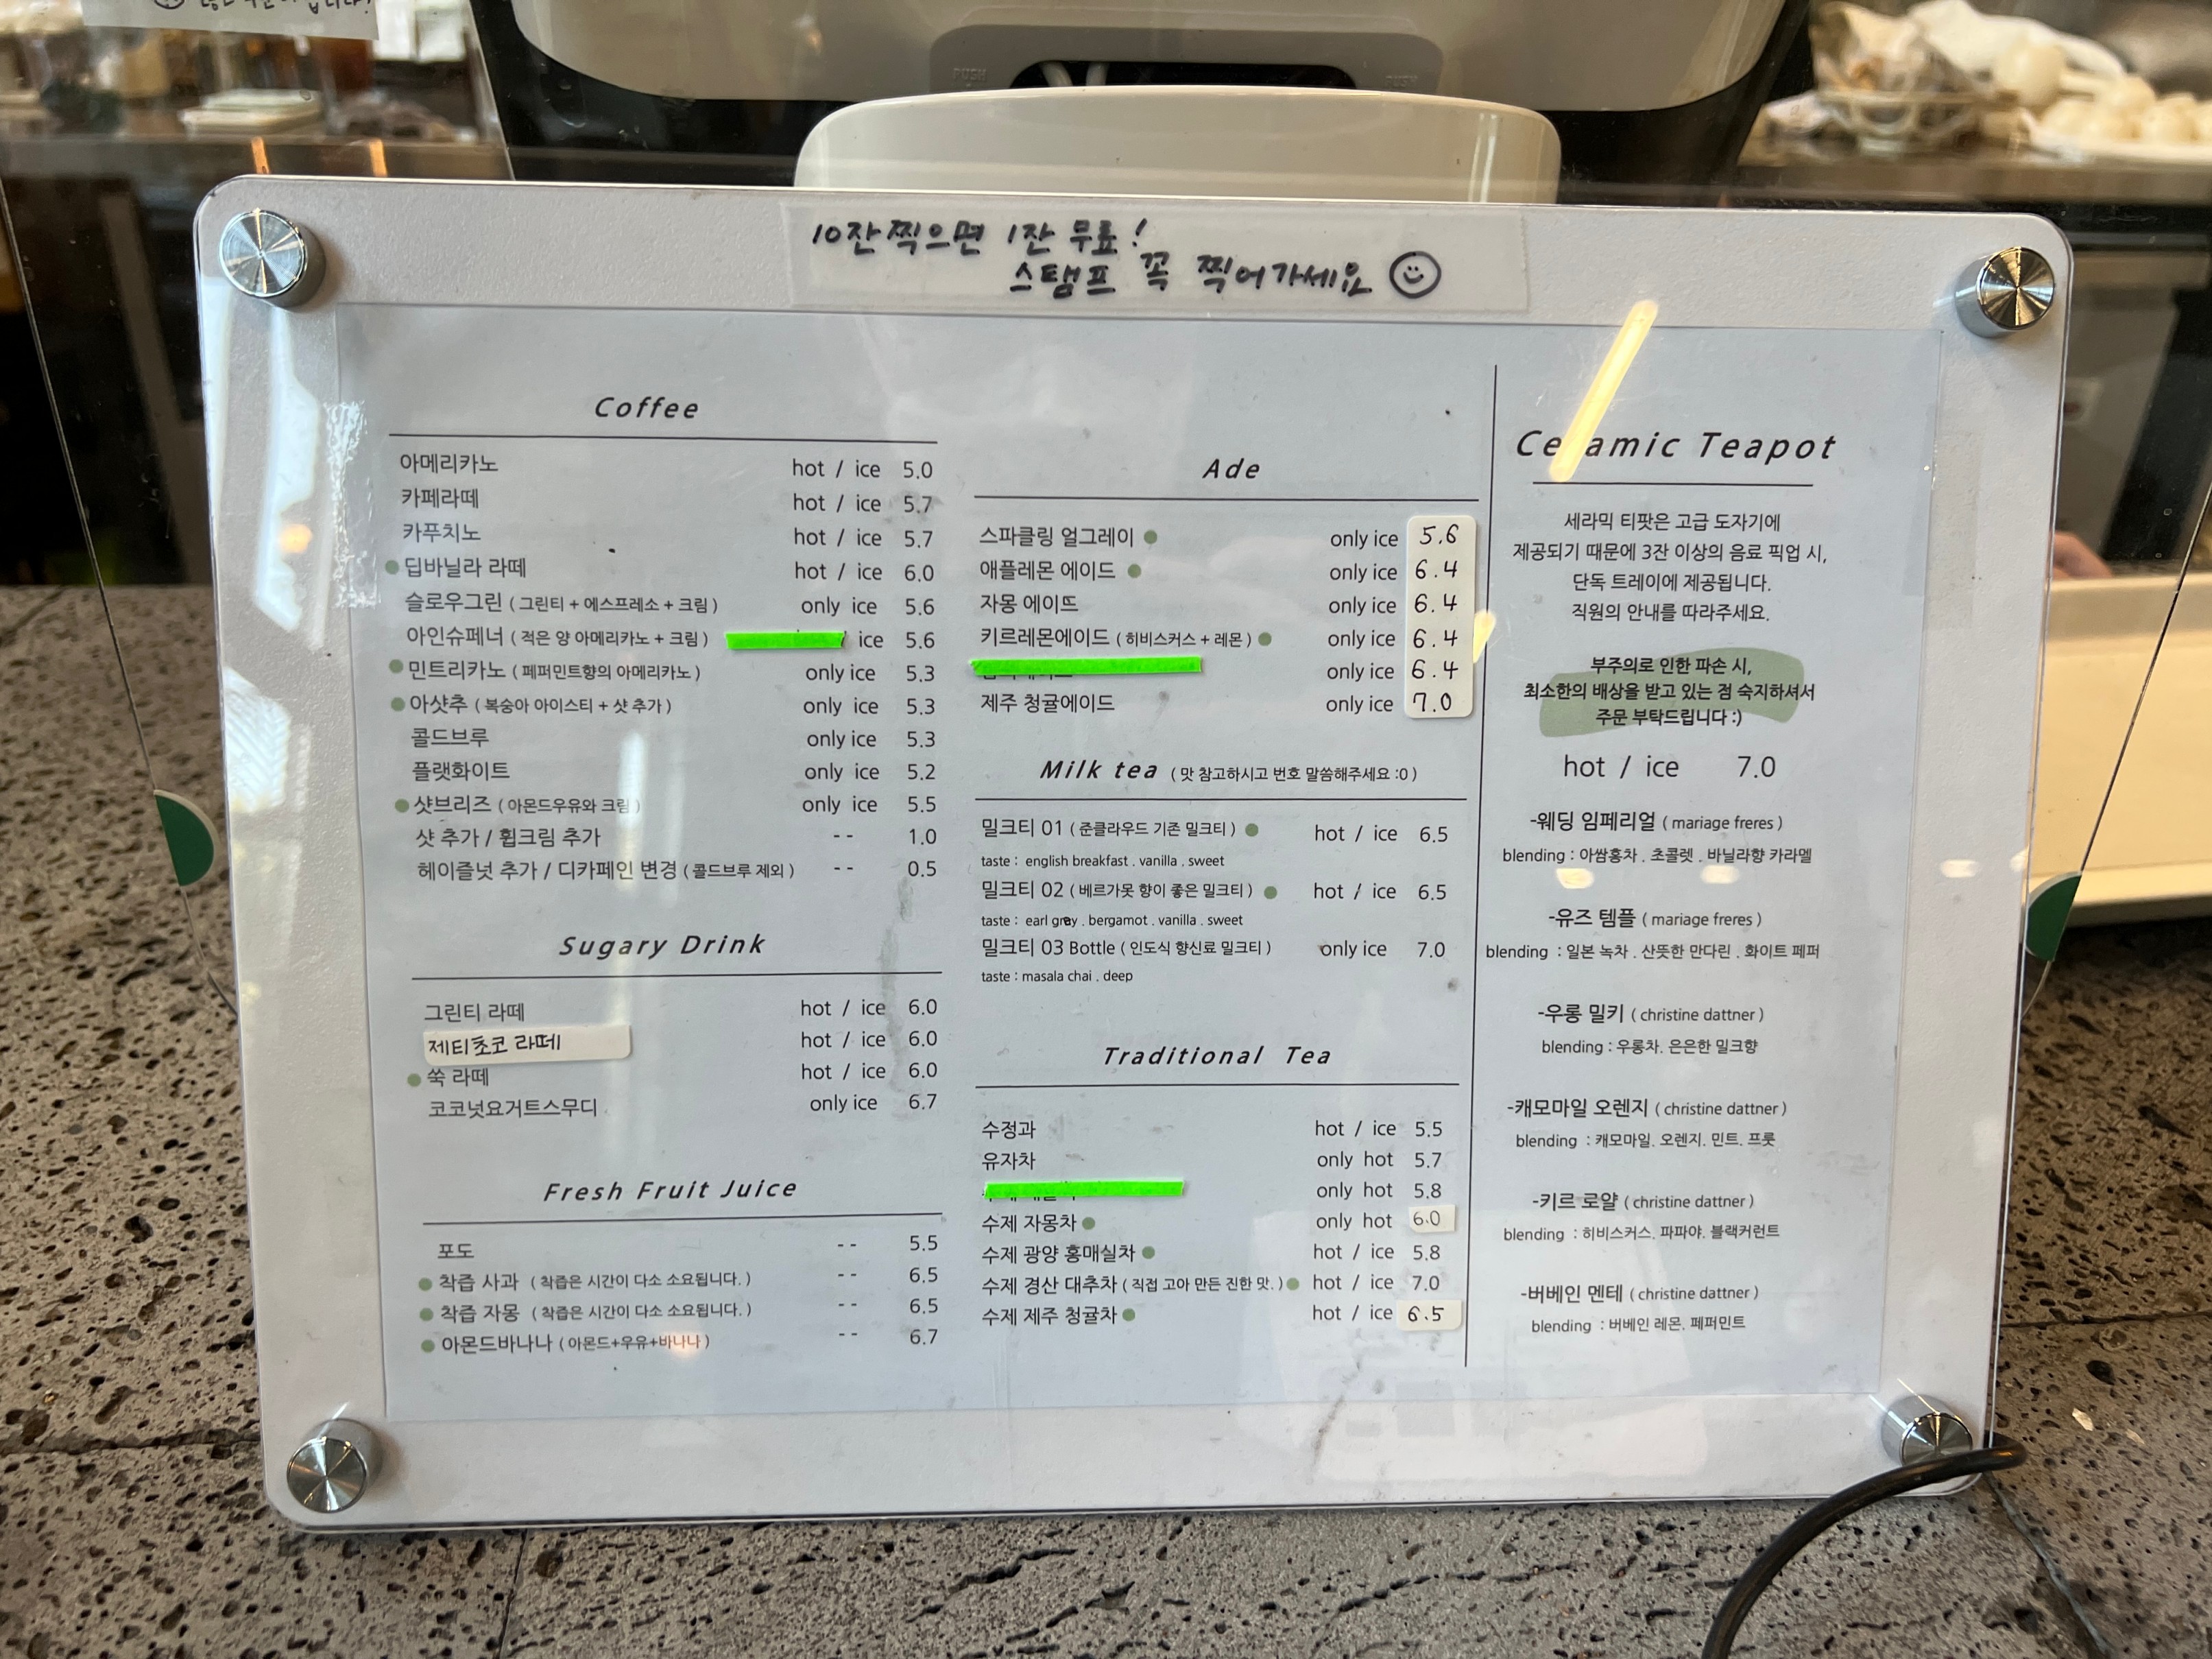 10잔찍으면 1잔 무료!
스탬프 꼭 찍어가세요
Coffee
아메리카노 hot / ice 5.0
카페라떼 hot / ice 5.7
카푸치노 hot / ice 5.7
딥바닐라 라떼 hot / ice 6.0
슬로우그린 ( 그린티 + 에스프레소 + 크림 ) only ice 5.6
아인슈페너 ( 적은 양 아메리카노 + 크림 ) ice 5.6
민트리카노 ( 페퍼민트향의 아메리카노 ) only ice 5.3
아샷추 ( 복숭아 아이스티 + 샷 추가 ) only ice 5.3
콜드브루 only ice 5.3
플랫화이트 only ice 5.2
샷브리즈 ( 아몬드우유와 크림 ) only ice 5.5
샷 추가 / 휩크림 추가 -- 1.0
헤이즐넛 추가 / 디카페인 변경 ( 콜드브루 제외 ) -- 0.5
Sugary Drink
그린티 라떼 hot / ice 6.0
제티초코 라떼 hot / ice 6.0
쑥 라떼 hot / ice 6.0
코코넛요거트스무디 only ice 6.7
Fresh Fruit Juice
포도 -- 5.5
착즙 사과 ( 착즙은 시간이 다소 소요됩니다. ) -- 6.5
착즙 자몽 ( 착즙은 시간이 다소 소요됩니다. ) -- 6.5
아몬드바나나 ( 아몬드+우유+바나나 ) -- 6.7
Ade
스파클링 얼그레이 only ice 5.6
애플레몬 에이드 only ice 6.4
자몽 에이드 only ice 6.4
키르레몬에이드 ( 히비스커스 + 레몬 ) only ice 6.4
only ice 6.4
제주 청귤에이드 only ice 7.0
Milk tea ( 맛 참고하시고 번호 말씀해주세요 :0 )
밀크티 01 ( 준클라우드 기존 밀크티 ) hot / ice 6.5
taste : english breakfast . vanilla . sweet
밀크티 02 ( 베르가못 향이 좋은 밀크티 ) hot / ice 6.5
taste : earl grey . bergamot . vanilla . sweet
밀크티 03 Bottle ( 인도식 향신료 밀크티 ) only ice 7.0
taste : masala chai . deep
Traditional Tea
수정과 hot / ice 5.5
유자차 only hot 5.7
only hot 5.8
수제 자몽차 only hot 6.0
수제 광양 홍매실차 hot / ice 5.8
수제 경산 대추차 ( 직접 고아 만든 진한 맛. ) hot / ice 7.0
수제 제주 청귤차 hot / ice 6.5
Ceramic Teapot
세라믹 티팟은 고급 도자기에
제공되기 때문에 3잔 이상의 음료 픽업 시,
단독 트레이에 제공됩니다.
직원의 안내를 따라주세요.
부주의로 인한 파손 시,
최소한의 배상을 받고 있는 점 숙지하셔서
주문 부탁드립니다 :)
hot / ice 7.0
-웨딩 임페리얼 ( mariage freres )
blending : 아쌈홍차 . 초콜렛 . 바닐라향 카라멜
-유즈 템플 ( mariage freres )
blending : 일본 녹차 . 산뜻한 만다린 . 화이트 페퍼
-우롱 밀키 ( christine dattner )
blending : 우롱차. 은은한 밀크향
-캐모마일 오렌지 ( christine dattner )
blending : 캐모마일. 오렌지. 민트. 프룻
-키르 로얄 ( christine dattner )
blending : 히비스커스. 파파야. 블랙커런트
-버베인 멘테 ( christine dattner )
blending : 버베인 레몬. 페퍼민트
PUSH
PUSH